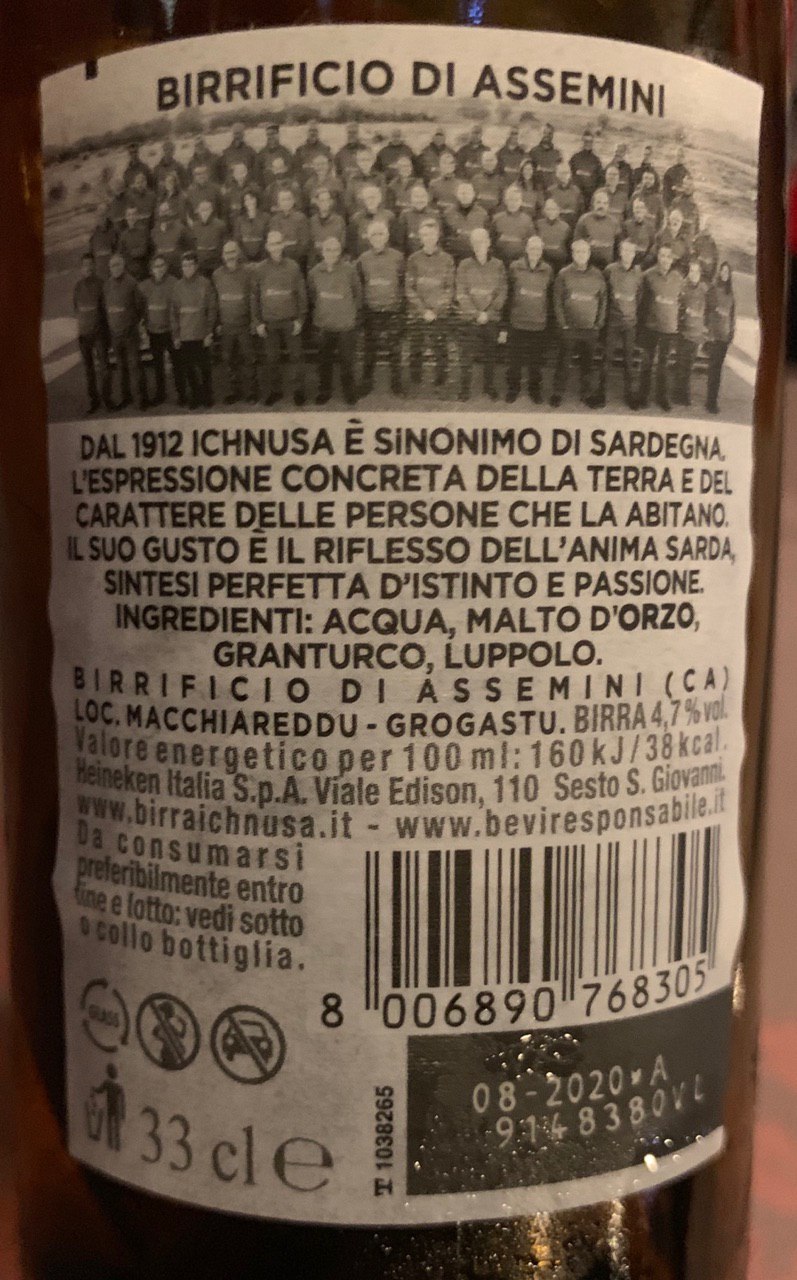 BIRRIFICIO DI ASSEMINI
DAL 1912 ICHNUSA È SiNONIMO DI SARDEGNA.
L'ESPRESSIONE CONCRETA DELLA TERRA E DEL
CARATTERE DELLE PERSONE CHE LA ABITANO.
IL SUO GUSTO È IL RIFLESSO DELL'ANIMA SARDA,
SINTESI PERFETTA D'ISTINTO E PASSIONE.
INGREDIENTI: ACQUA, MALTO D'ORZO,
GRANTURCO, LUPPOLO.
BIRRIFICIO DI ASSEMINI (CA)
LOC. MACCHIAREDDU - GROGASTU. BIRRA 4,7% vol.
Valore energetico per 100 ml: 160 kJ / 38 kcal.
Heineken Italia S.p.A. Viale Edison, 110 Sesto S. Giovanni.
www.birraichnusa.it - www.beviresponsabile.it
Da consumarsi
preferibilmente entro
fine e lotto: vedi sotto
o collo bottiglia.
8 006890 768305
GLASS
08-2020*A
9148380VL
33 cl e
T 1038265